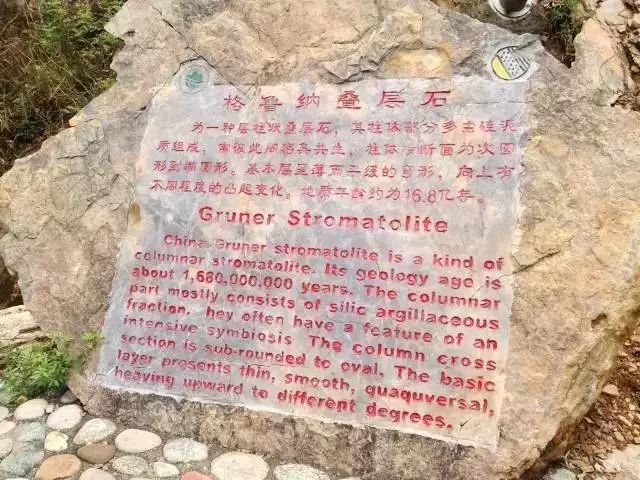 格鲁纳叠层石
为一种层柱状叠层石，其柱体部分多由硅泥
质组成，常彼此间密集共生，柱体横断面为次圆
形到椭圆形。基本层呈薄而平缓的穹形，向上有
不同程度的凸起变化。地质年龄约为16.8亿年。
Gruner Stromatolite
China Gruner stromatolite is a kind of
columnar stromatolite. Its geology age is
about 1,680,000,000 years. The columnar
part mostly consists of silic argillaceous
fraction. hey often have a feature of an
intensive symbiosis The column cross
section is sub-rounded to oval. The basic
layer presents thin, smooth, quaquversal,
heaving upward to different degrees.